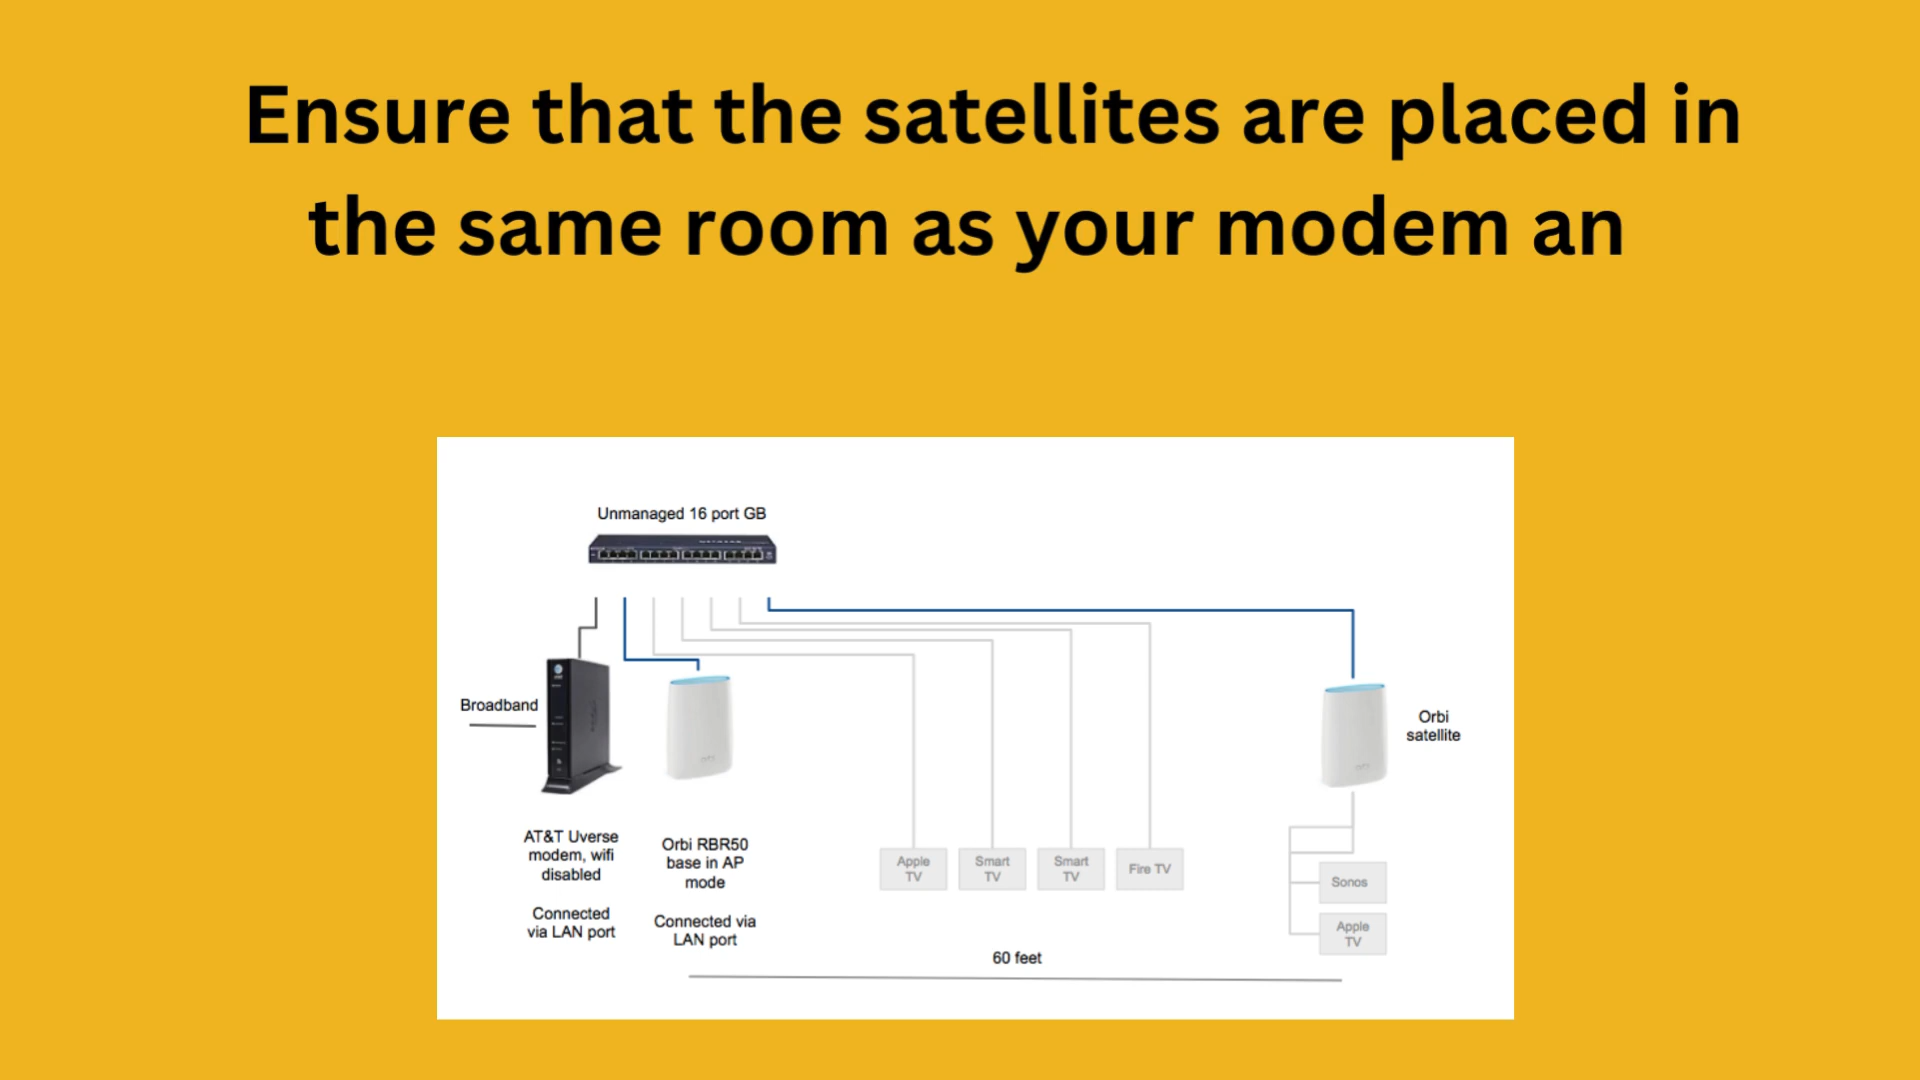 Ensure that the satellites are placed in
the same room as your modem an
Unmanaged 16 port GB
Broadband
Orbi
satellite
AT&T Uverse
modem, wifi
disabled
Connected
via LAN port
Orbi RBR50
base in AP
mode
Connected via
LAN port
Apple
TV
Smart
TV
Smart
TV
Fire TV
Sonos
Apple
TV
60 feet